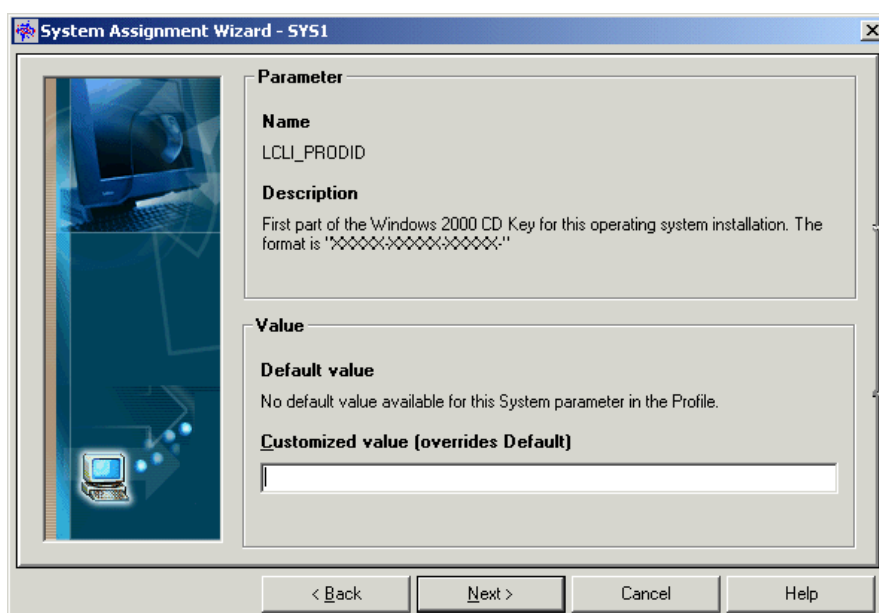 System Assignment Wizard - SYS1
Parameter
Name
LCLI_PRODID
Description
First part of the Windows 2000 CD Key for this operating system installation. The
format is "XXXXX-XXXXX-XXXXX-"
Value
Default value
No default value available for this System parameter in the Profile.
Customized value (overrides Default)
< Back
Next >
Cancel
Help